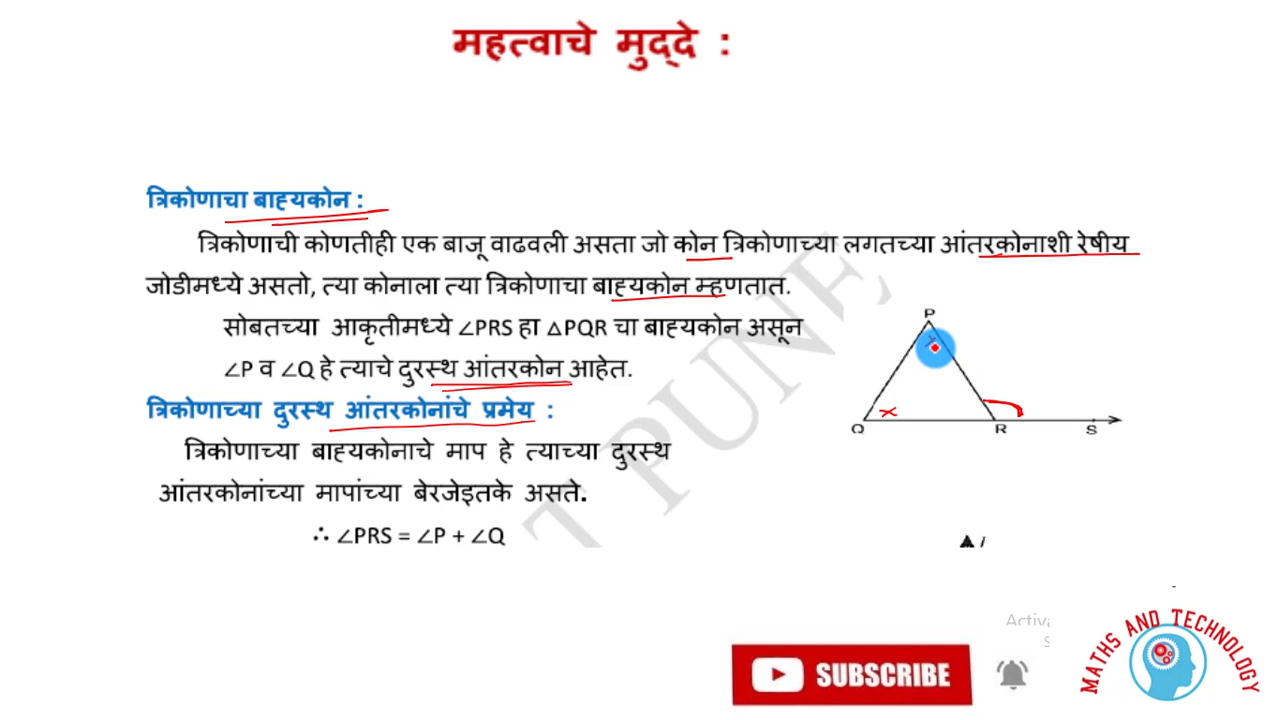 महत्वाचे मुद्दे :
त्रिकोणाचा बाह्यकोन :
त्रिकोणाची कोणतीही एक बाजू वाढवली असता जो कोन त्रिकोणाच्या लगतच्या आंतरकोनाशी रेषीय
जोडीमध्ये असतो, त्या कोनाला त्या त्रिकोणाचा बाह्यकोन म्हणतात.
सोबतच्या आकृतीमध्ये ∠PRS हा △PQR चा बाह्यकोन असून
∠P व ∠Q हे त्याचे दुरस्थ आंतरकोन आहेत.
त्रिकोणाच्या दुरस्थ आंतरकोनांचे प्रमेय :
त्रिकोणाच्या बाह्यकोनाचे माप हे त्याच्या दुरस्थ
आंतरकोनांच्या मापांच्या बेरजेइतके असते.
∴ ∠PRS = ∠P + ∠Q
P
Q R S
T PUNE
SUBSCRIBE
MATHS AND TECHNOLOGY